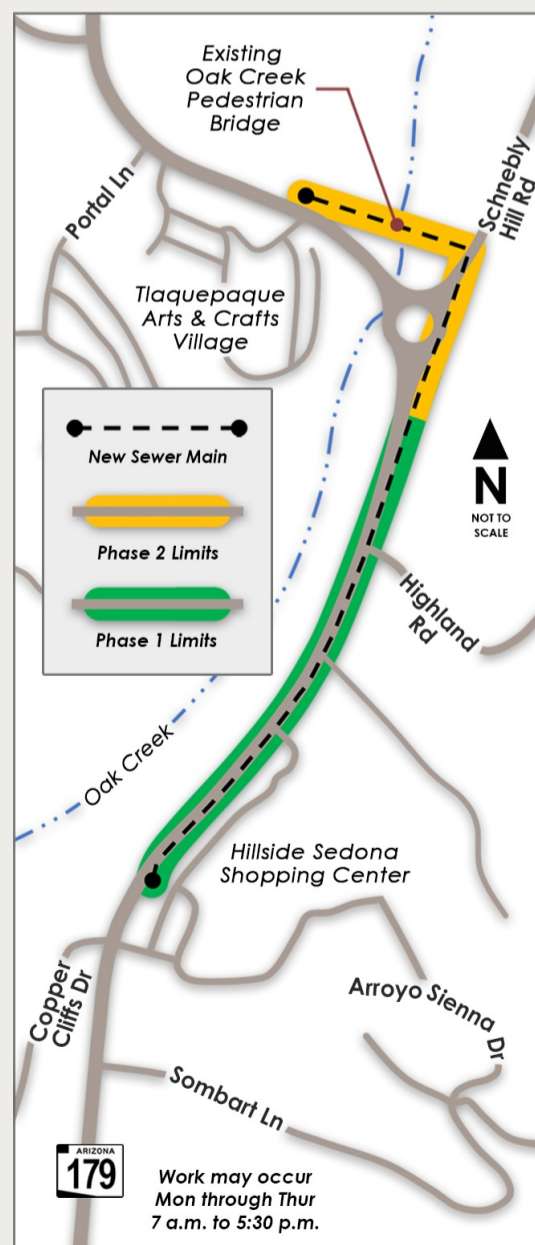 Existing
Oak Creek
Pedestrian
Bridge
Schnebly
Hill Rd
Portal Ln
Tlaquepaque
Arts & Crafts
Village
New Sewer Main
Phase 2 Limits
Phase 1 Limits
N
NOT TO
SCALE
Highland
Rd
Oak Creek
Hillside Sedona
Shopping Center
Copper
Cliffs Dr
Arroyo Sienna Dr
Sombart Ln
ARIZONA
179
Work may occur
Mon through Thur
7 a.m. to 5:30 p.m.